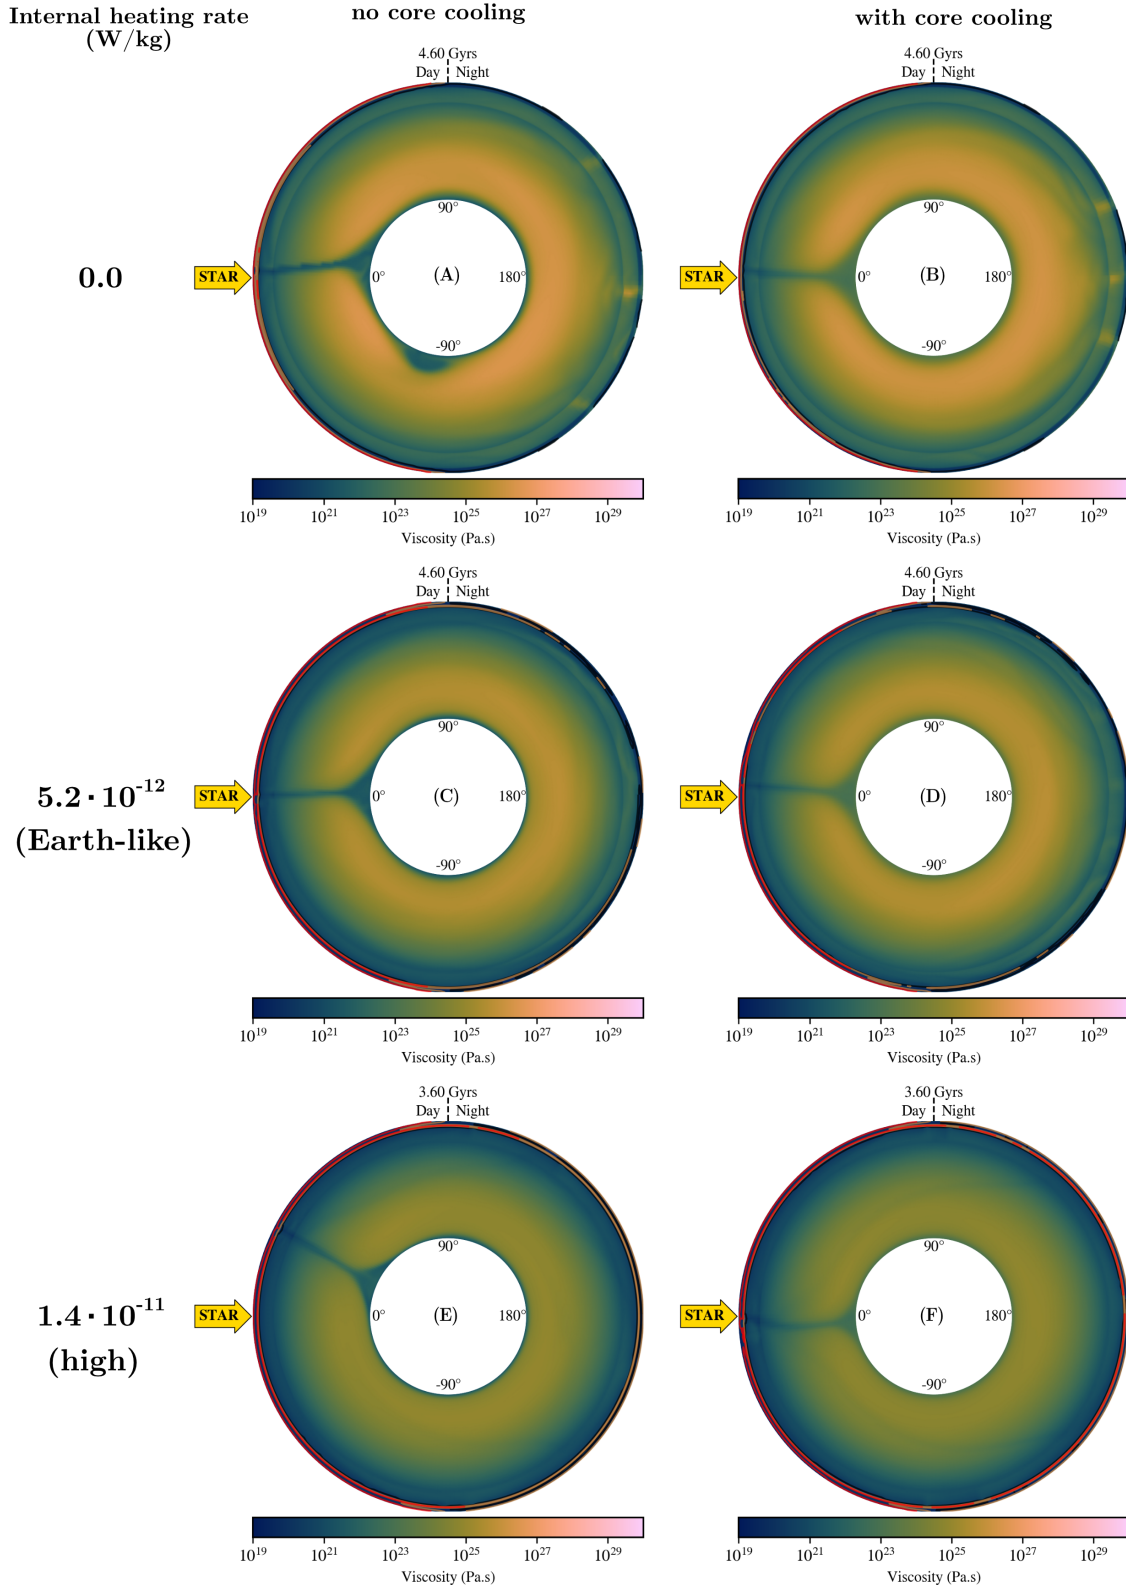 Internal heating rate
(W/kg)
no core cooling
with core cooling
4.60 Gyrs
Day Night
90°
STAR
0°
(A)
180°
-90°
10^19 10^21 10^23 10^25 10^27 10^29
Viscosity (Pa.s)
4.60 Gyrs
Day Night
90°
STAR
0°
(B)
180°
-90°
10^19 10^21 10^23 10^25 10^27 10^29
Viscosity (Pa.s)
0.0
4.60 Gyrs
Day Night
90°
STAR
0°
(C)
180°
-90°
10^19 10^21 10^23 10^25 10^27 10^29
Viscosity (Pa.s)
4.60 Gyrs
Day Night
90°
STAR
0°
(D)
180°
-90°
10^19 10^21 10^23 10^25 10^27 10^29
Viscosity (Pa.s)
5.2·10^-12
(Earth-like)
3.60 Gyrs
Day Night
90°
STAR
0°
(E)
180°
-90°
10^19 10^21 10^23 10^25 10^27 10^29
Viscosity (Pa.s)
3.60 Gyrs
Day Night
90°
STAR
0°
(F)
180°
-90°
10^19 10^21 10^23 10^25 10^27 10^29
Viscosity (Pa.s)
1.4·10^-11
(high)